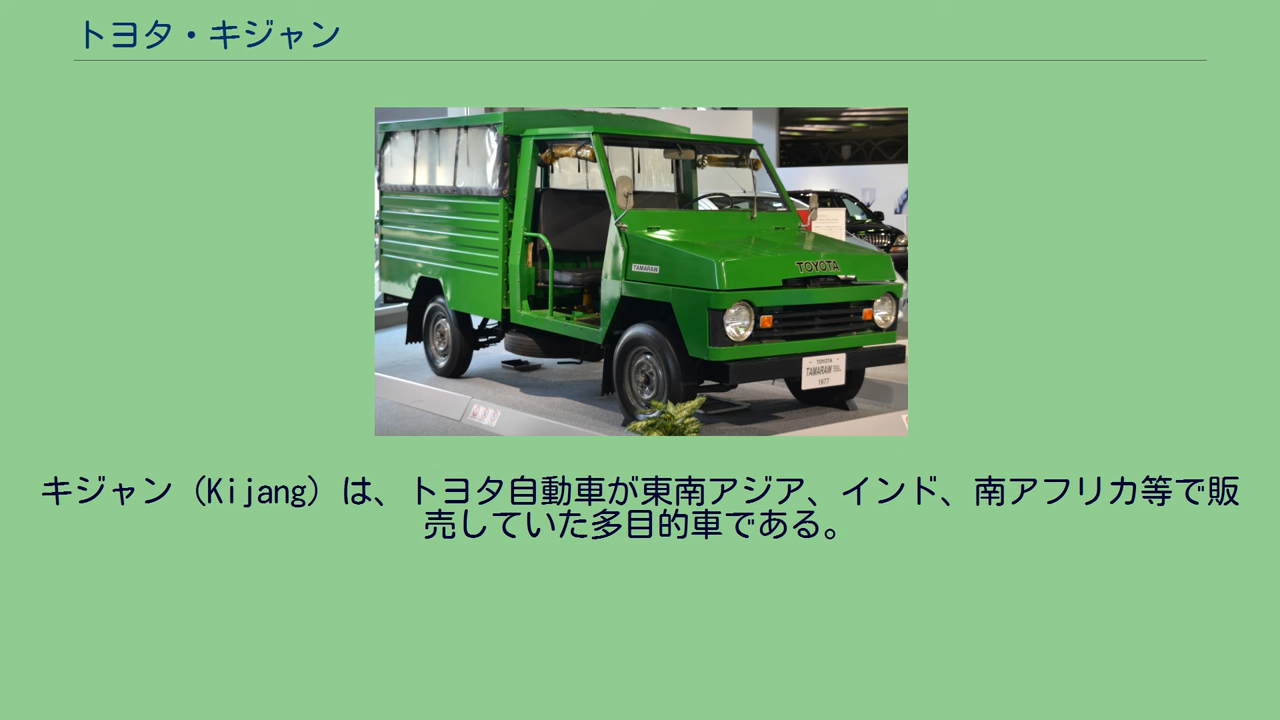 トヨタ・キジャン
TAMARAW
TOYOTA
TOYOTA
TAMARAW
1977
キジャン（Kijang）は、トヨタ自動車が東南アジア、インド、南アフリカ等で販
売していた多目的車である。